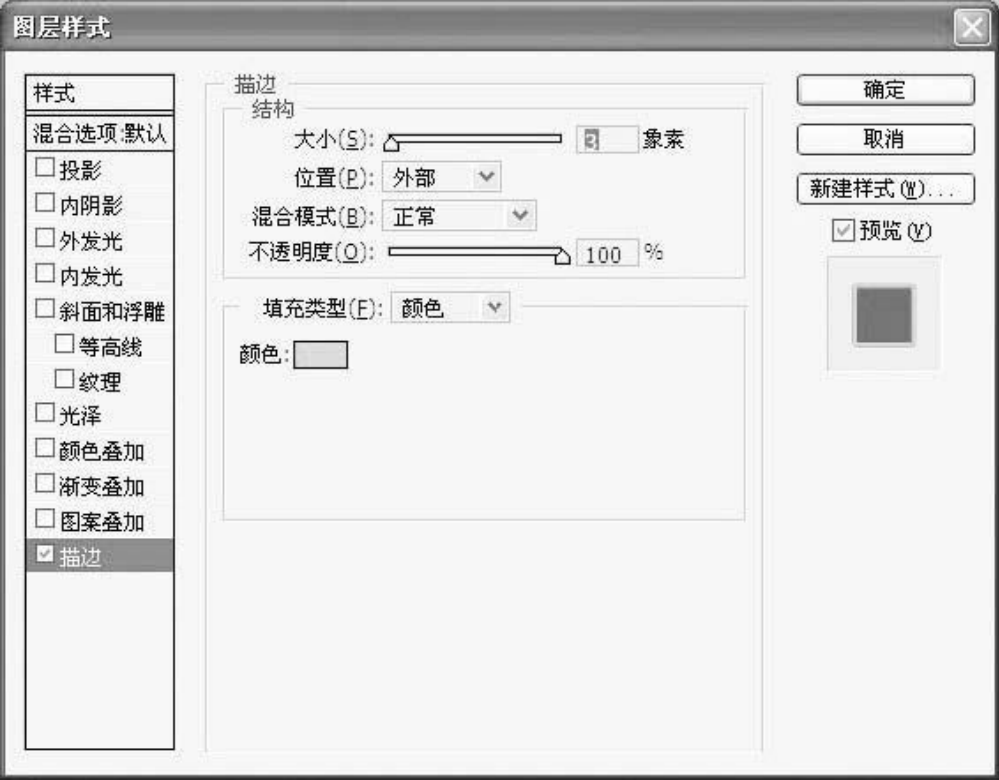 图层样式
样式
混合选项:默认
投影
内阴影
外发光
内发光
斜面和浮雕
等高线
纹理
光泽
颜色叠加
渐变叠加
图案叠加
描边
描边
结构
大小(S): 3 象素
位置(P): 外部
混合模式(B): 正常
不透明度(O): 100 %
填充类型(F): 颜色
颜色:
确定
取消
新建样式(W)...
预览(V)